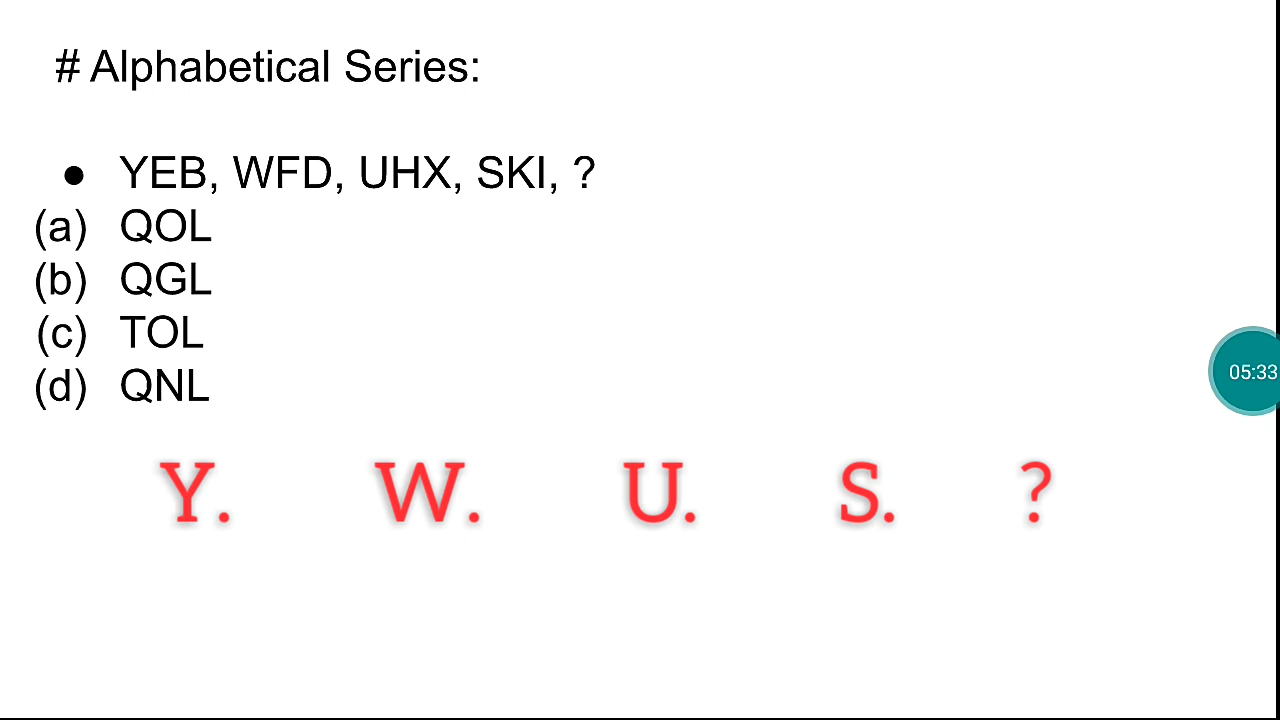 # Alphabetical Series:
● YEB, WFD, UHX, SKI, ?
(a) QOL
(b) QGL
(c) TOL
(d) QNL
05:33
Y. W. U. S. ?